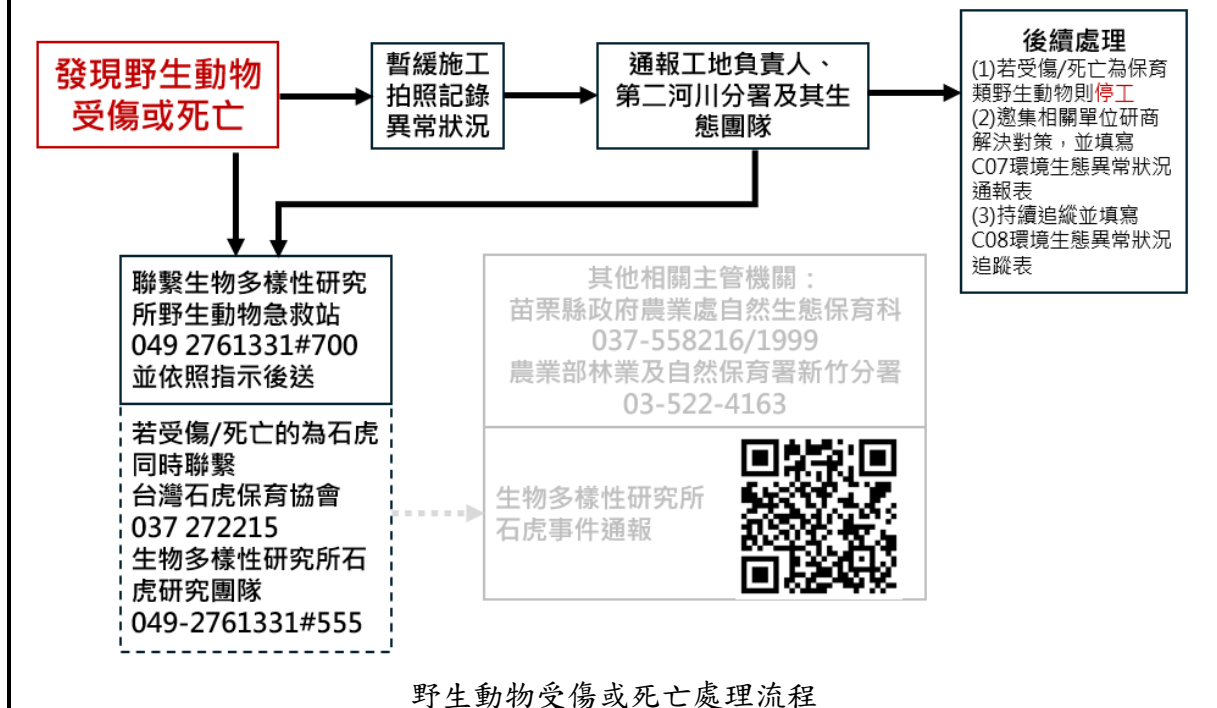 發現野生動物
受傷或死亡
暫緩施工
拍照記錄
異常狀況
通報工地負責人、
第二河川分署及其生
態團隊
後續處理
(1)若受傷/死亡為保育
類野生動物則停工
(2)邀集相關單位研商
解決對策，並填寫
C07環境生態異常狀況
通報表
(3)持續追縱並填寫
C08環境生態異常狀況
追蹤表
聯繫生物多樣性研究
所野生動物急救站
049 2761331#700
並依照指示後送
若受傷/死亡的為石虎
同時聯繫
台灣石虎保育協會
037 272215
生物多樣性研究所石
虎研究團隊
049-2761331#555
其他相關主管機關：
苗栗縣政府農業處自然生態保育科
037-558216/1999
農業部林業及自然保育署新竹分署
03-522-4163
生物多樣性研究所
石虎事件通報
野生動物受傷或死亡處理流程